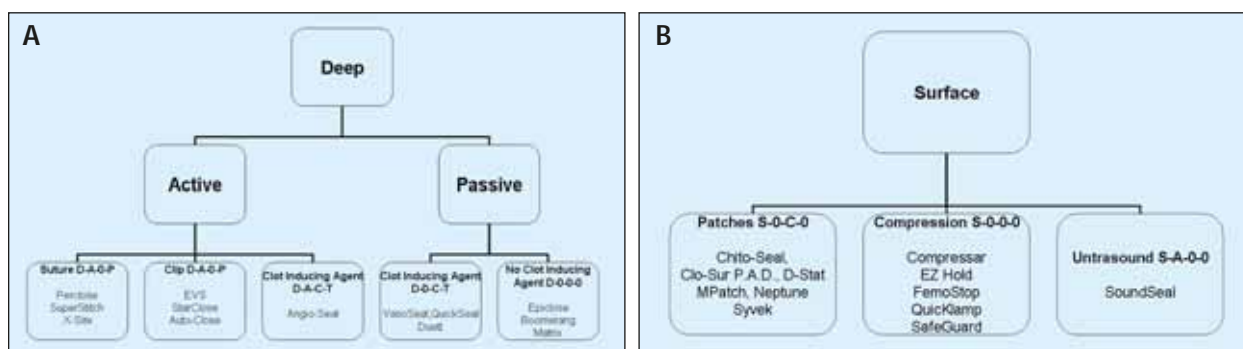 A
Deep
Active
Passive
Suture D-A-0-P
Perclose
SuperStitch
X-Site
Clip D-A-0-P
EVS
StarClose
Auto-Close
Clot Inducing Agent
D-A-C-T
Angio-Seal
Clot Inducing Agent
D-0-C-T
VasoSeal,QuickSeal
Duett
No Clot Inducing
Agent D-0-0-0
Epiclose
Boomerang
Matrix
B
Surface
Patches S-0-C-0
Chito-Seal,
Clo-Sur P.A.D., D-Stat
MPatch, Neptune
Syvek
Compression S-0-0-0
Compressar
EZ Hold
FemoStop
QuicKlamp
SafeGuard
Untrasound S-A-0-0
SoundSeal